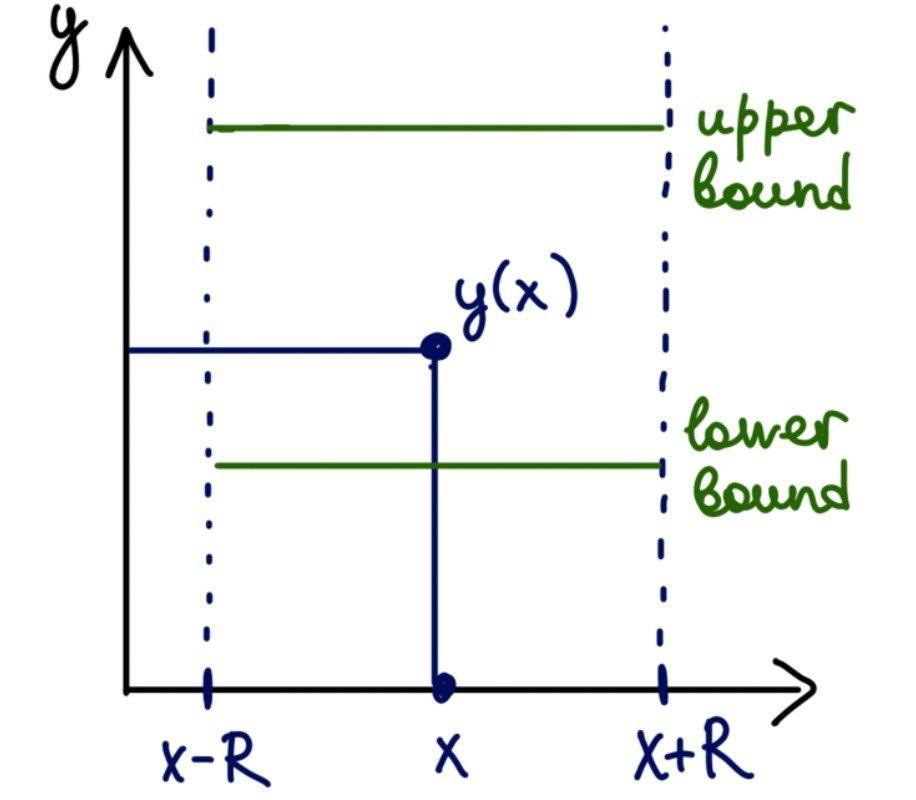 y
upper
bound
y(x)
lower
bound
x-R
x
x+R